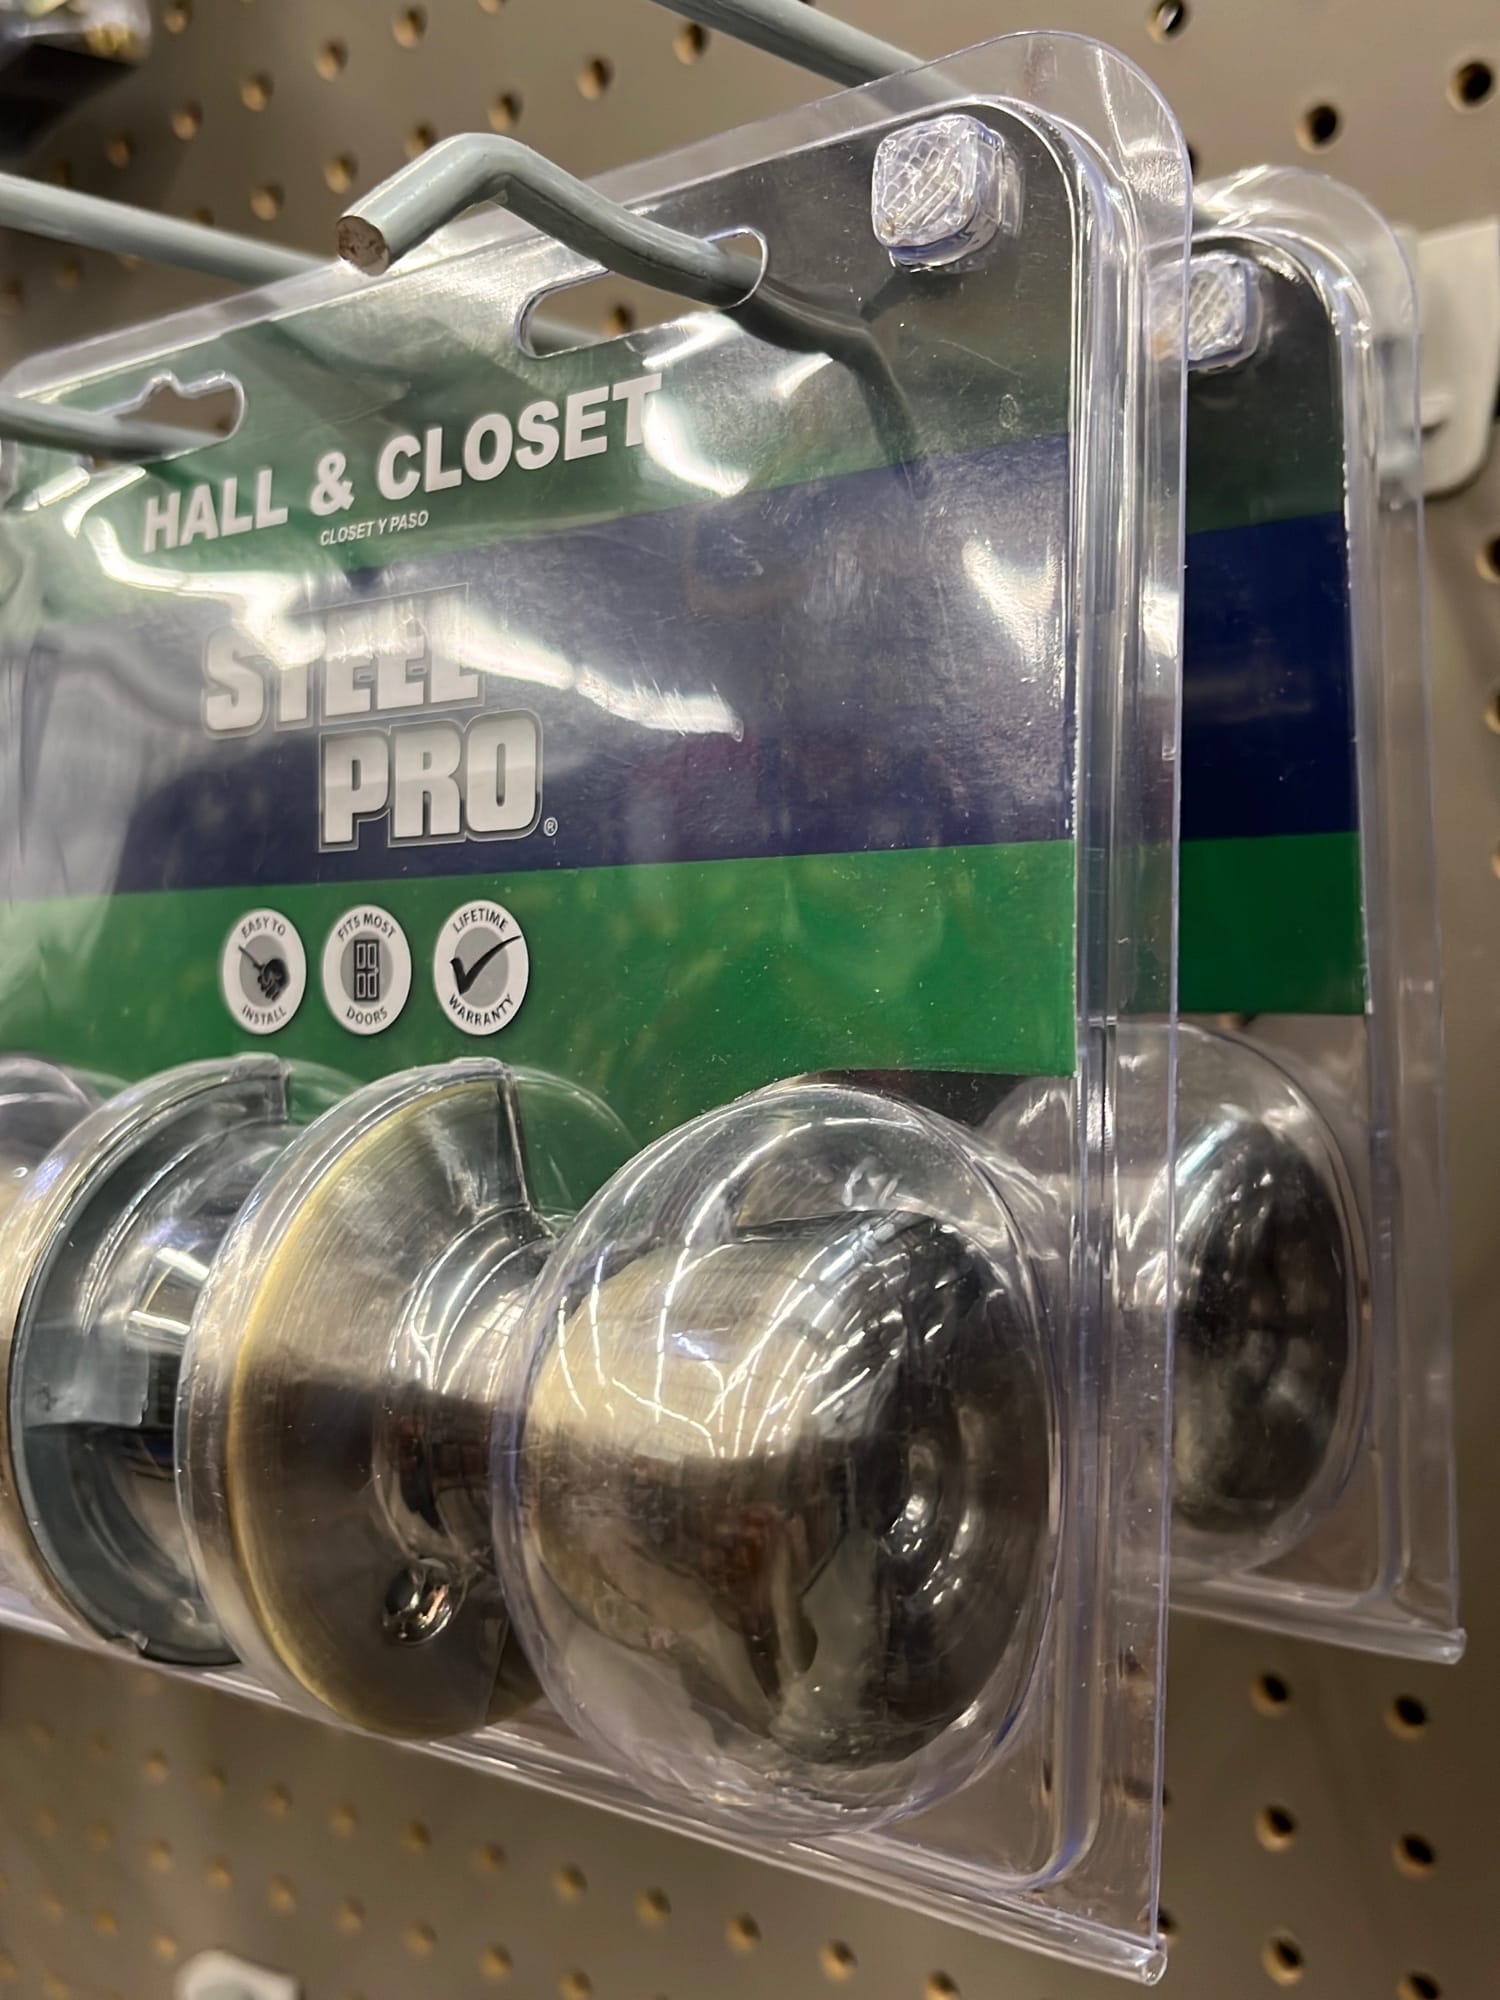 HALL & CLOSET
CLOSET Y PASO
STEEL
PRO®
EASY TO
INSTALL
FITS MOST
DOORS
LIFETIME
WARRANTY